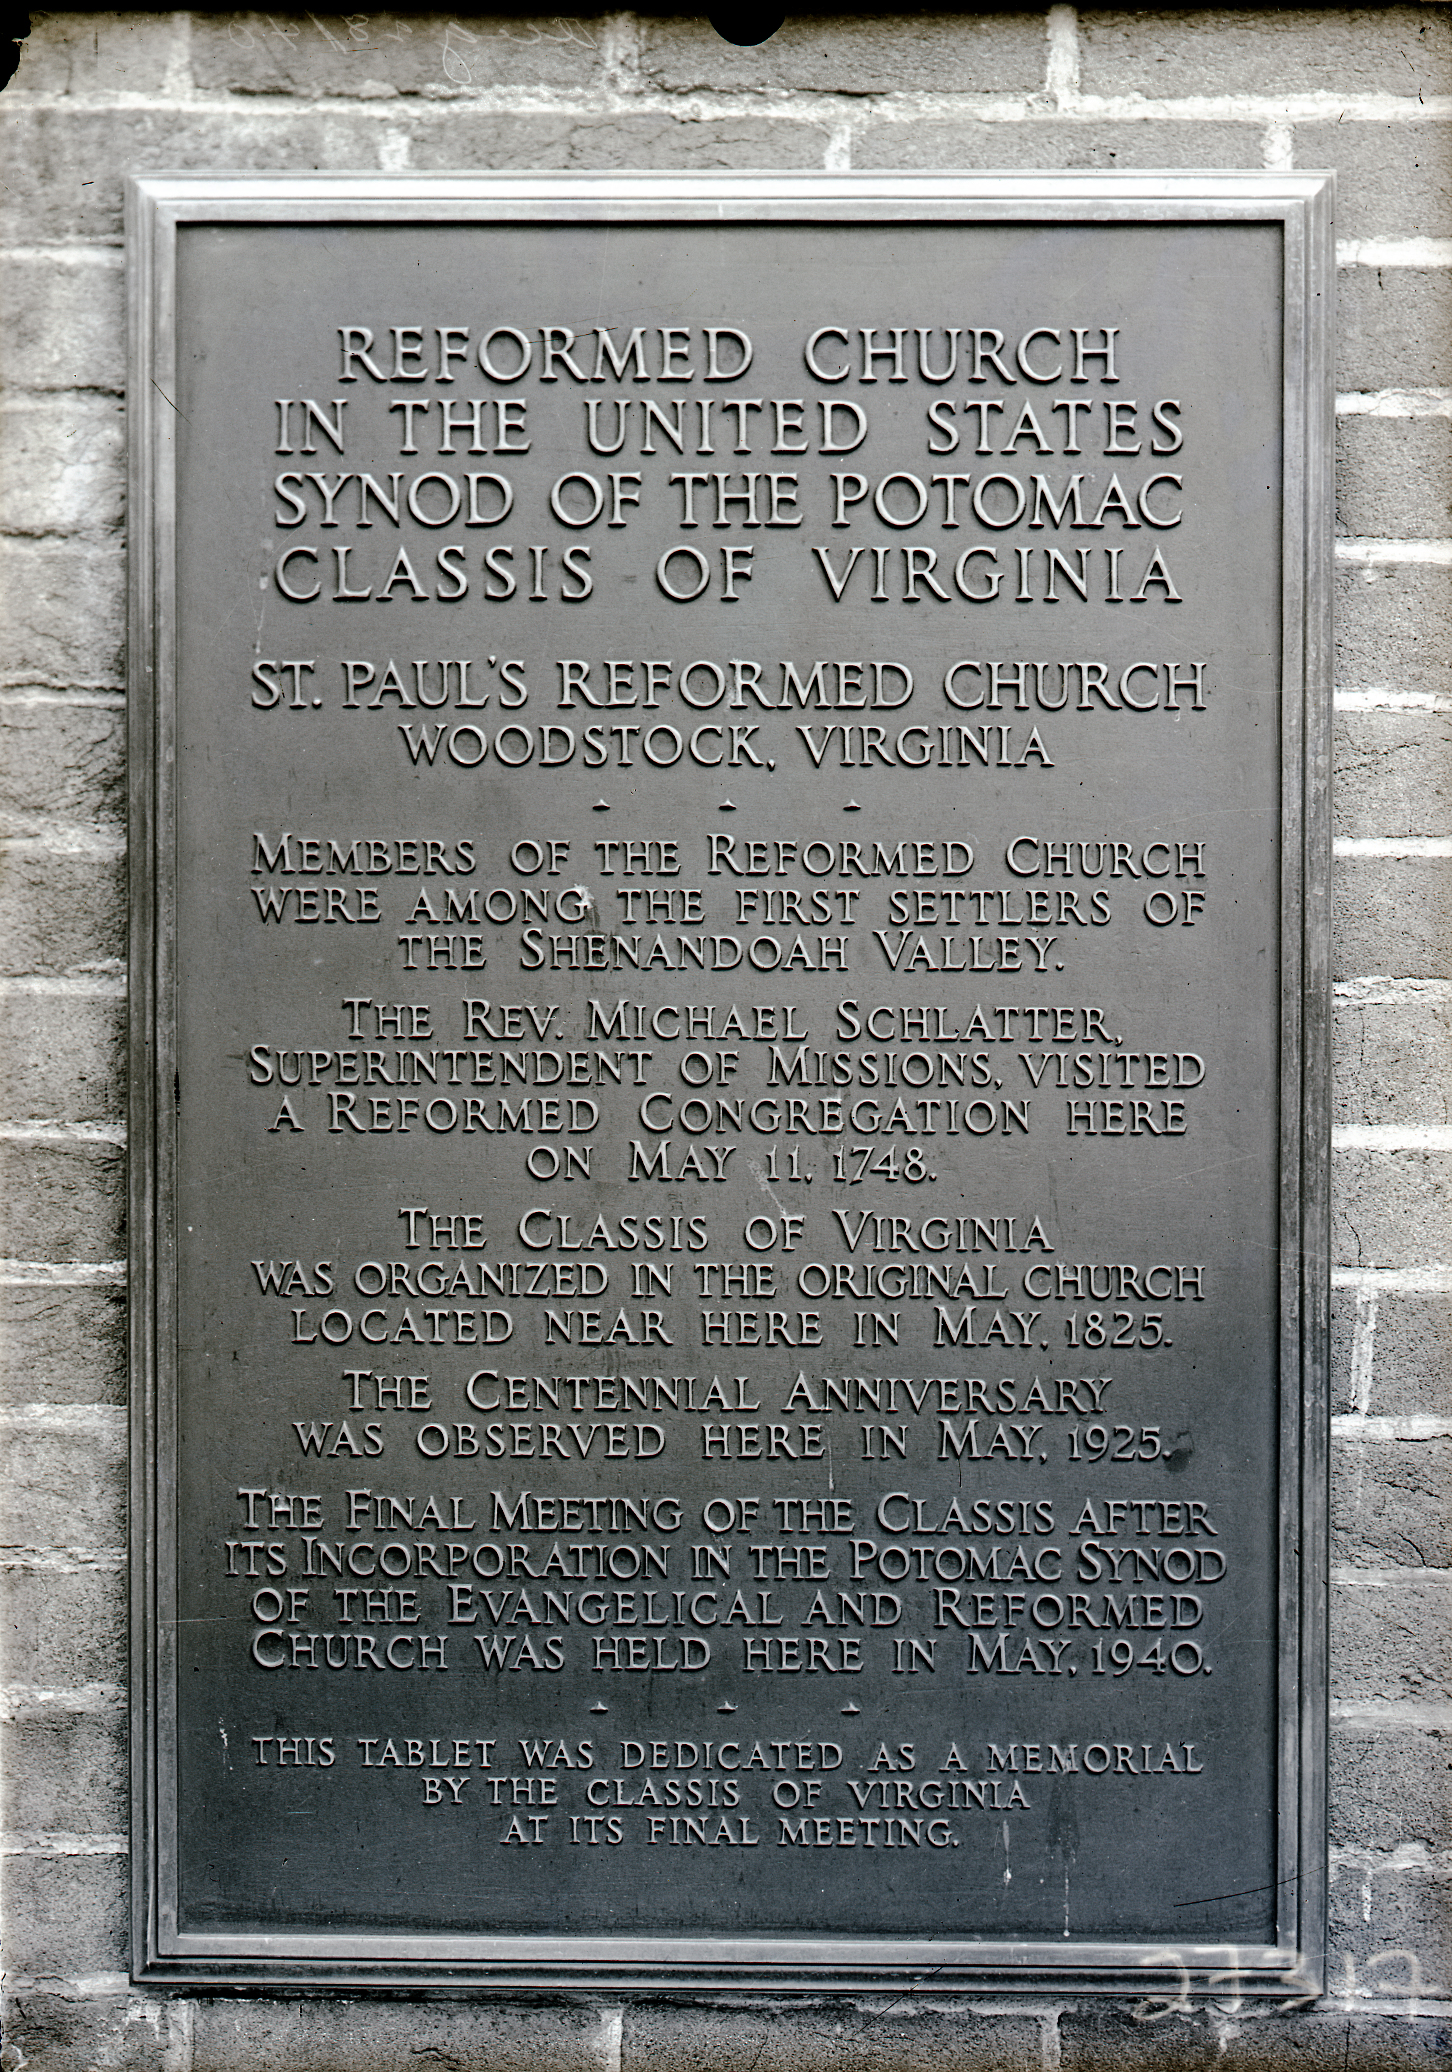 REFORMED CHURCH
IN THE UNITED STATES
SYNOD OF THE POTOMAC
CLASSIS OF VIRGINIA
ST. PAUL'S REFORMED CHURCH
WOODSTOCK, VIRGINIA
MEMBERS OF THE REFORMED CHURCH
WERE AMONG THE FIRST SETTLERS OF
THE SHENANDOAH VALLEY.
THE REV. MICHAEL SCHLATTER,
SUPERINTENDENT OF MISSIONS, VISITED
A REFORMED CONGREGATION HERE
ON MAY 11, 1748.
THE CLASSIS OF VIRGINIA
WAS ORGANIZED IN THE ORIGINAL CHURCH
LOCATED NEAR HERE IN MAY, 1825.
THE CENTENNIAL ANNIVERSARY
WAS OBSERVED HERE IN MAY, 1925.
THE FINAL MEETING OF THE CLASSIS AFTER
ITS INCORPORATION IN THE POTOMAC SYNOD
OF THE EVANGELICAL AND REFORMED
CHURCH WAS HELD HERE IN MAY, 1940.
THIS TABLET WAS DEDICATED AS A MEMORIAL
BY THE CLASSIS OF VIRGINIA
AT ITS FINAL MEETING.